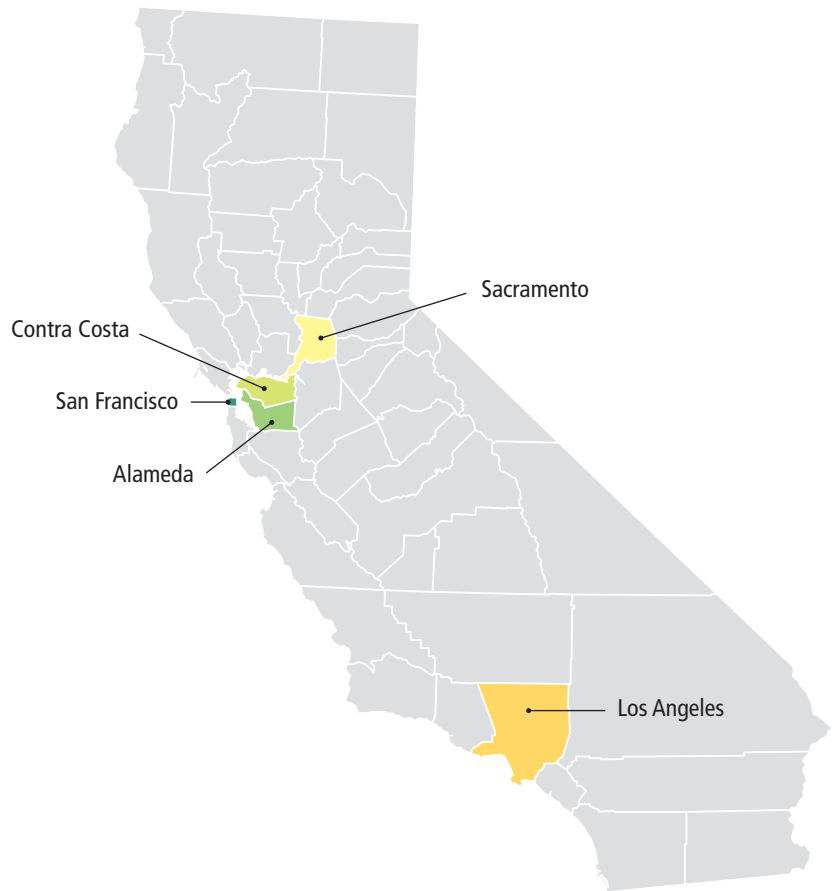 Sacramento
Contra Costa
San Francisco
Alameda
Los Angeles